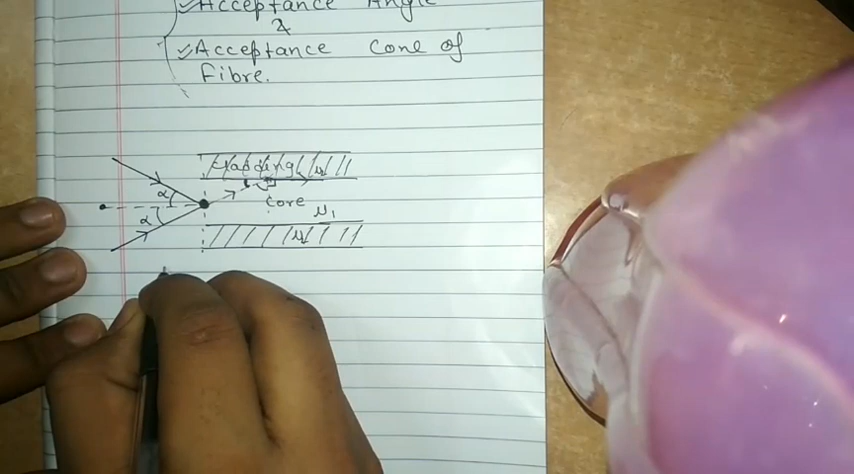 Acceptance Angle
&
Acceptance Cone of
Fibre.
Cladding
α
core
α
μ₁